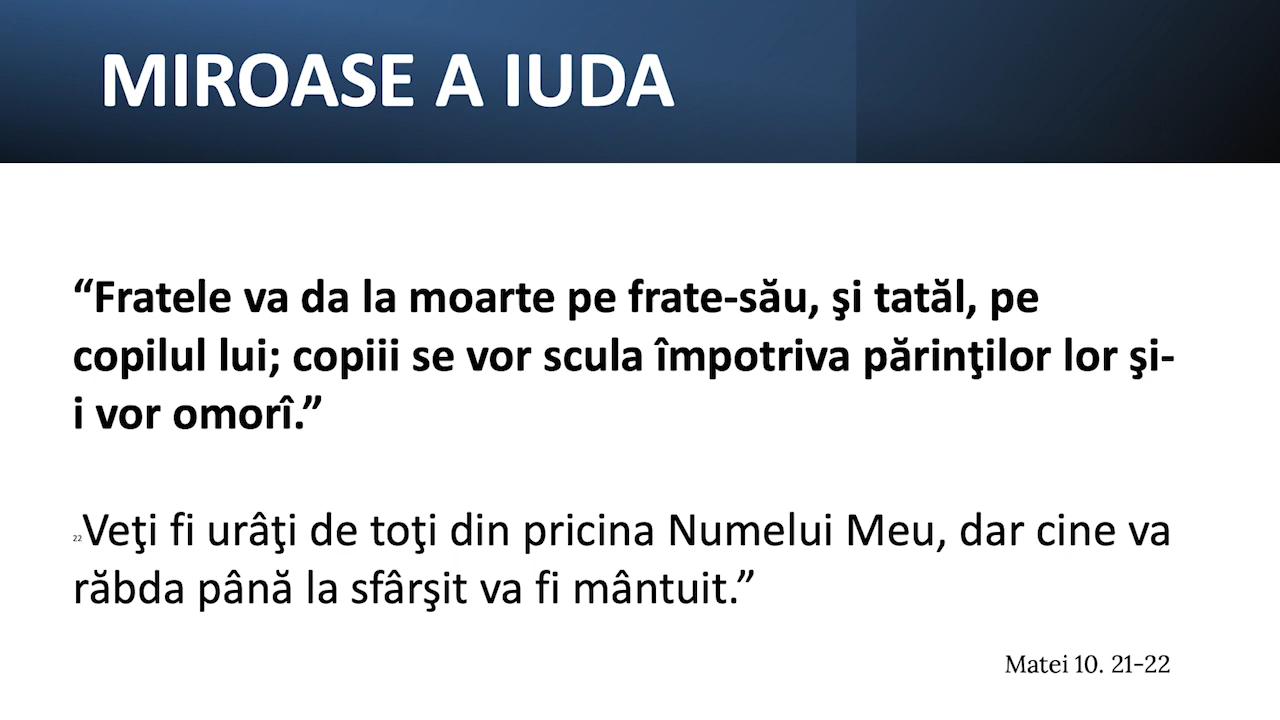 MIROASE A IUDA
“Fratele va da la moarte pe frate-său, şi tatăl, pe
copilul lui; copiii se vor scula împotriva părinţilor lor şi-
i vor omorî.”
22Veţi fi urâţi de toţi din pricina Numelui Meu, dar cine va
răbda până la sfârşit va fi mântuit.”
Matei 10. 21-22